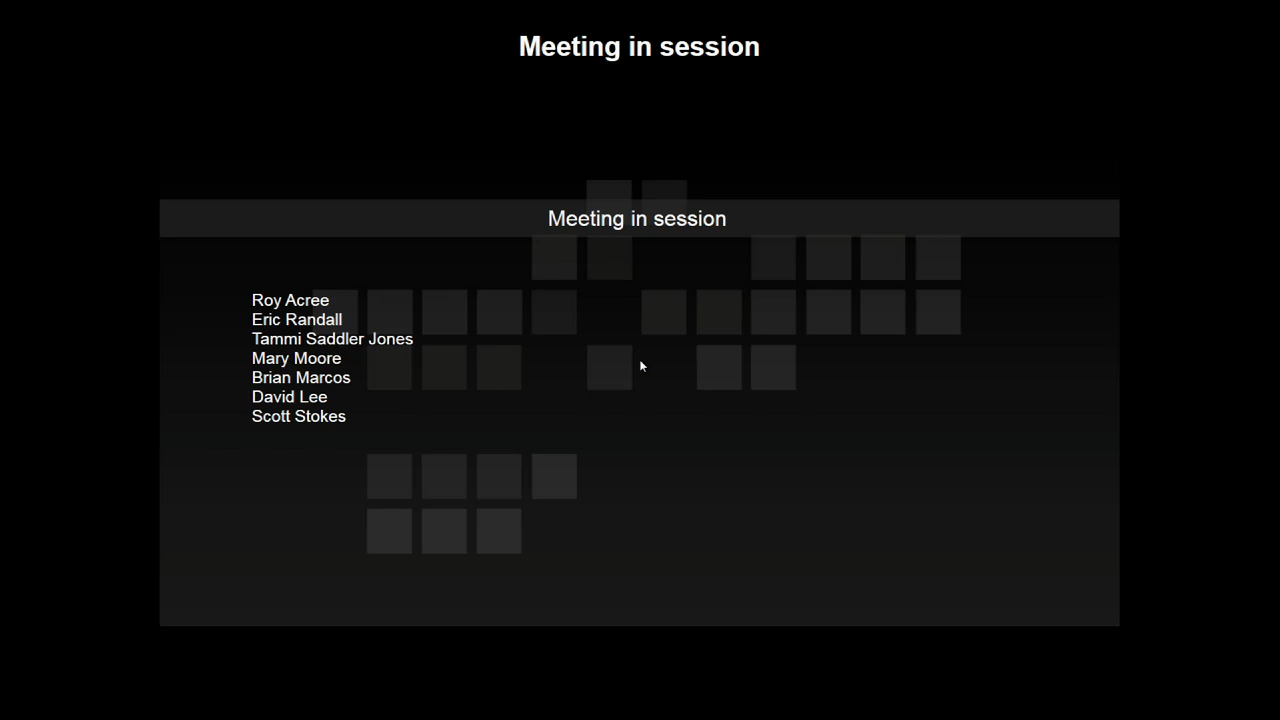 Meeting in session
Meeting in session
Roy Acree
Eric Randall
Tammi Saddler Jones
Mary Moore
Brian Marcos
David Lee
Scott Stokes